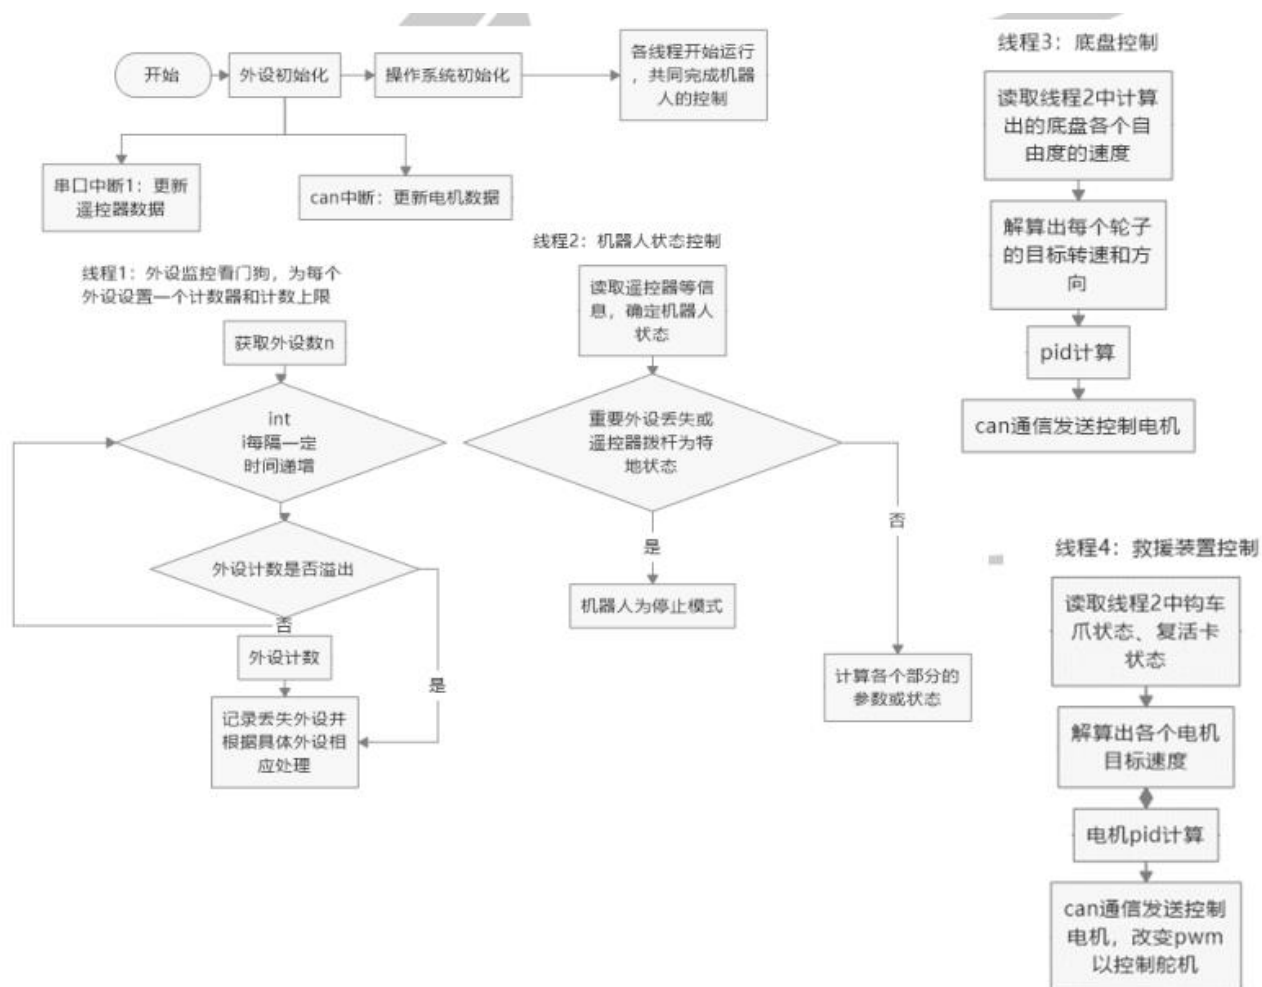 开始
外设初始化
操作系统初始化
各线程开始运行
，共同完成机器
人的控制
串口中断1：更新
遥控器数据
can中断：更新电机数据
线程1：外设监控看门狗，为每个
外设设置一个计数器和计数上限
获取外设数n
int
i每隔一定
时间递增
外设计数是否溢出
否
外设计数
是
记录丢失外设并
根据具体外设相
应处理
线程2：机器人状态控制
读取遥控器等信
息，确定机器人
状态
重要外设丢失或
遥控器拨杆为特
地状态
是
否
机器人为停止模式
计算各个部分的
参数或状态
线程3：底盘控制
读取线程2中计算
出的底盘各个自
由度的速度
解算出每个轮子
的目标转速和方
向
pid计算
can通信发送控制电机
线程4：救援装置控制
读取线程2中钩车
爪状态、复活卡
状态
解算出各个电机
目标速度
电机pid计算
can通信发送控制
电机，改变pwm
以控制舵机